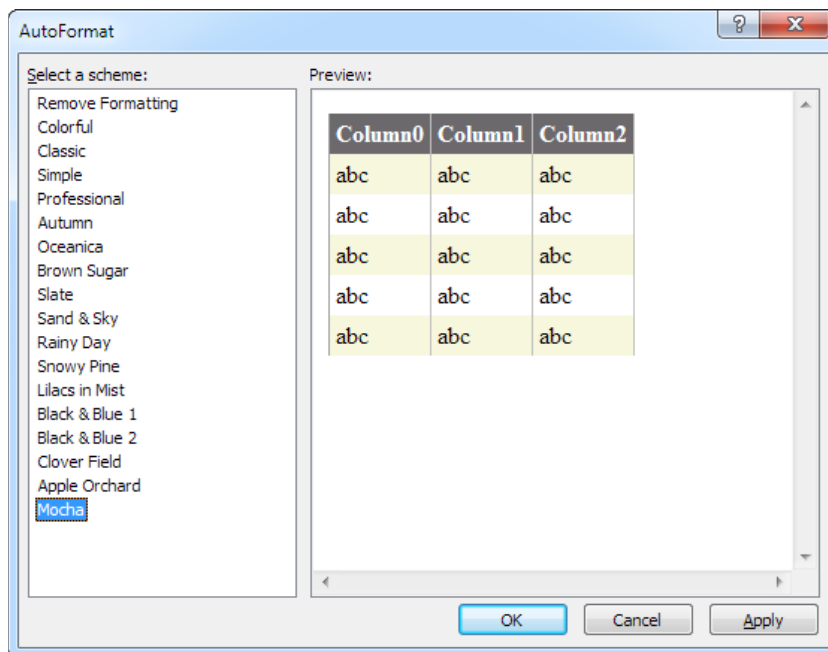 AutoFormat
?
X
Select a scheme:
Remove Formatting
Colorful
Classic
Simple
Professional
Autumn
Oceanica
Brown Sugar
Slate
Sand & Sky
Rainy Day
Snowy Pine
Lilacs in Mist
Black & Blue 1
Black & Blue 2
Clover Field
Apple Orchard
Mocha
Preview:
Column0 Column1 Column2
abc abc abc
abc abc abc
abc abc abc
abc abc abc
abc abc abc
OK Cancel Apply